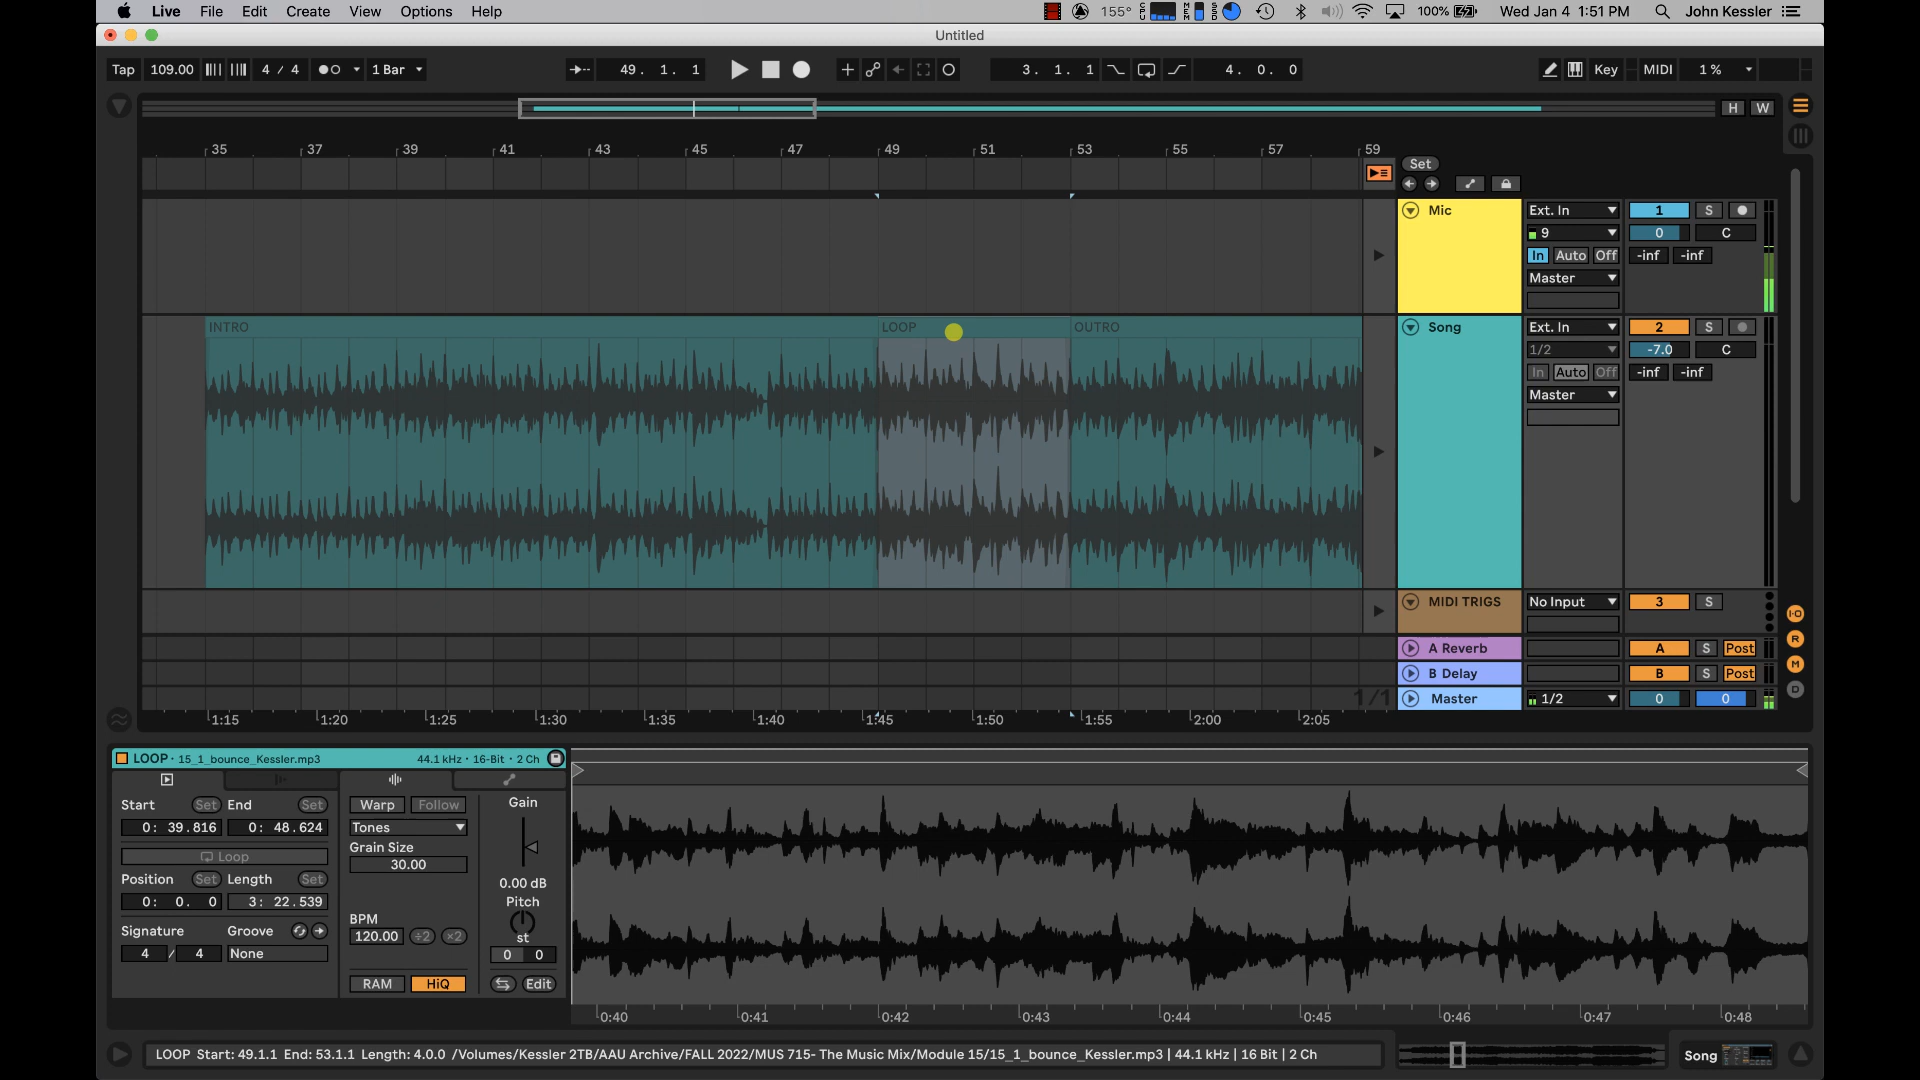 Live File Edit Create View Options Help 155° CPU MEM SSD 100% Wed Jan 4 1:51 PM John Kessler
Untitled
Tap 109.00 4 / 4 1 Bar 49. 1. 1 3. 1. 1 4. 0. 0 Key MIDI 1 %
H W
35 37 39 41 43 45 47 49 51 53 55 57 59
Set
Mic Ext. In 1 S
9 0 C
In Auto Off -inf -inf
Master
INTRO LOOP OUTRO Song Ext. In 2 S
1/2 -7.0 C
In Auto Off -inf -inf
Master
MIDI TRIGS No Input 3 S
A Reverb A S Post
B Delay B S Post
1/1 Master 1/2 0 0
I·O
R
M
D
1:15 1:20 1:25 1:30 1:35 1:40 1:45 1:50 1:55 2:00 2:05
LOOP · 15_1_bounce_Kessler.mp3 44.1 kHz · 16-Bit · 2 Ch
Start Set End Set Warp Follow Gain
0: 39.816 0: 48.624 Tones
Loop Grain Size
30.00
Position Set Length Set 0.00 dB
0: 0. 0 3: 22.539 Pitch
BPM
Signature Groove 120.00 ÷2 ×2 st
4 / 4 None 0 0
RAM HiQ Edit
0:40 0:41 0:42 0:43 0:44 0:45 0:46 0:47 0:48
LOOP Start: 49.1.1 End: 53.1.1 Length: 4.0.0 /Volumes/Kessler 2TB/AAU Archive/FALL 2022/MUS 715- The Music Mix/Module 15/15_1_bounce_Kessler.mp3 | 44.1 kHz | 16 Bit | 2 Ch Song